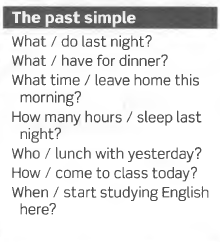 The past simple
What / do last night?
What / have for dinner?
What time / leave home this
morning?
How many hours / sleep last
night?
Who / lunch with yesterday?
How / come to class today?
When / start studying English
here?